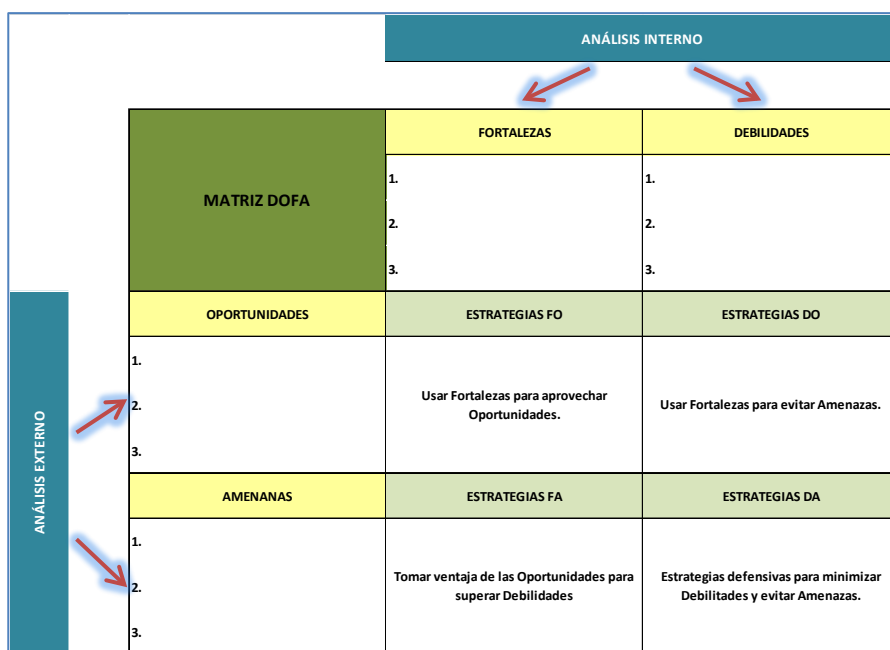 ANÁLISIS INTERNO
MATRIZ DOFA
FORTALEZAS
DEBILIDADES
1.
2.
3.
1.
2.
3.
ANÁLISIS EXTERNO
OPORTUNIDADES
ESTRATEGIAS FO
ESTRATEGIAS DO
1.
2.
3.
Usar Fortalezas para aprovechar
Oportunidades.
Usar Fortalezas para evitar Amenazas.
AMENANAS
ESTRATEGIAS FA
ESTRATEGIAS DA
1.
2.
3.
Tomar ventaja de las Oportunidades para
superar Debilidades
Estrategias defensivas para minimizar
Debilitades y evitar Amenazas.